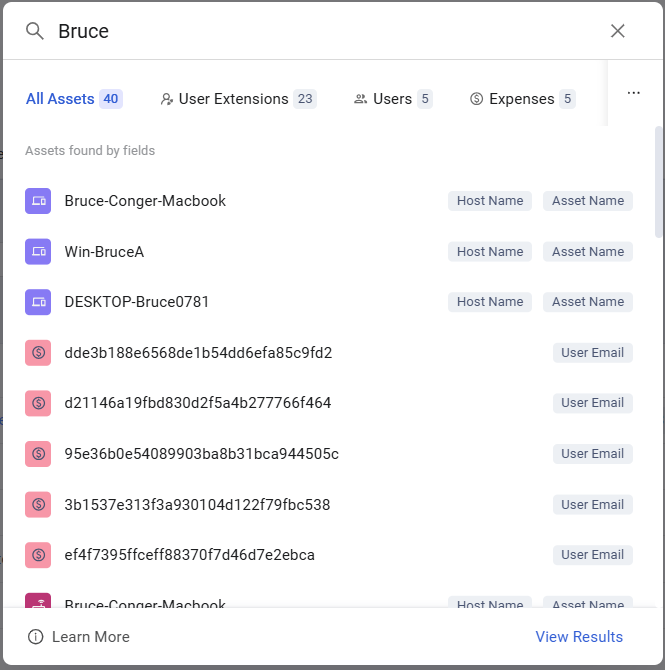 Bruce
All Assets 40 User Extensions 23 Users 5 Expenses 5 ...
Assets found by fields
Bruce-Conger-Macbook Host Name Asset Name
Win-BruceA Host Name Asset Name
DESKTOP-Bruce0781 Host Name Asset Name
dde3b188e6568de1b54dd6efa85c9fd2 User Email
d21146a19fbd830d2f5a4b277766f464 User Email
95e36b0e54089903ba8b31bca944505c User Email
3b1537e313f3a930104d122f79fbc538 User Email
ef4f7395ffceff88370f7d46d7e2ebca User Email
Bruce-Conger-Macbook Host Name Asset Name
Learn More View Results